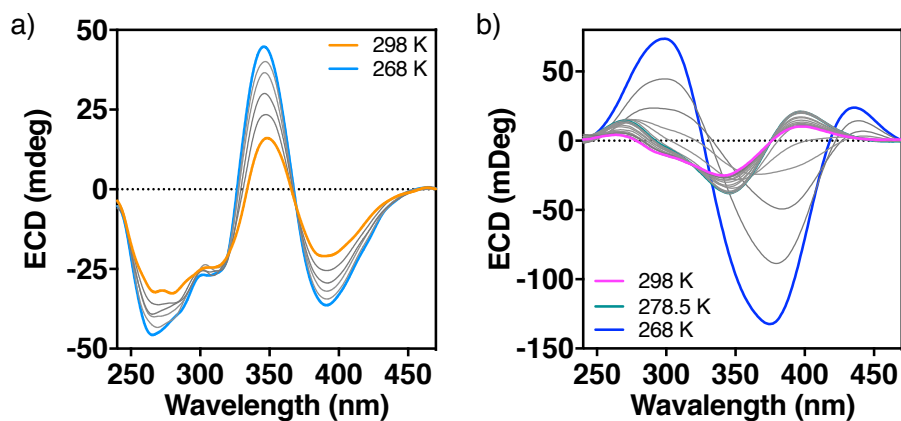 a)
50
25
0
-25
-50
ECD (mdeg)
298 K
268 K
250 300 350 400 450
Wavelength (nm)
b)
50
0
-50
-100
-150
ECD (mDeg)
298 K
278.5 K
268 K
250 300 350 400 450
Wavalength (nm)